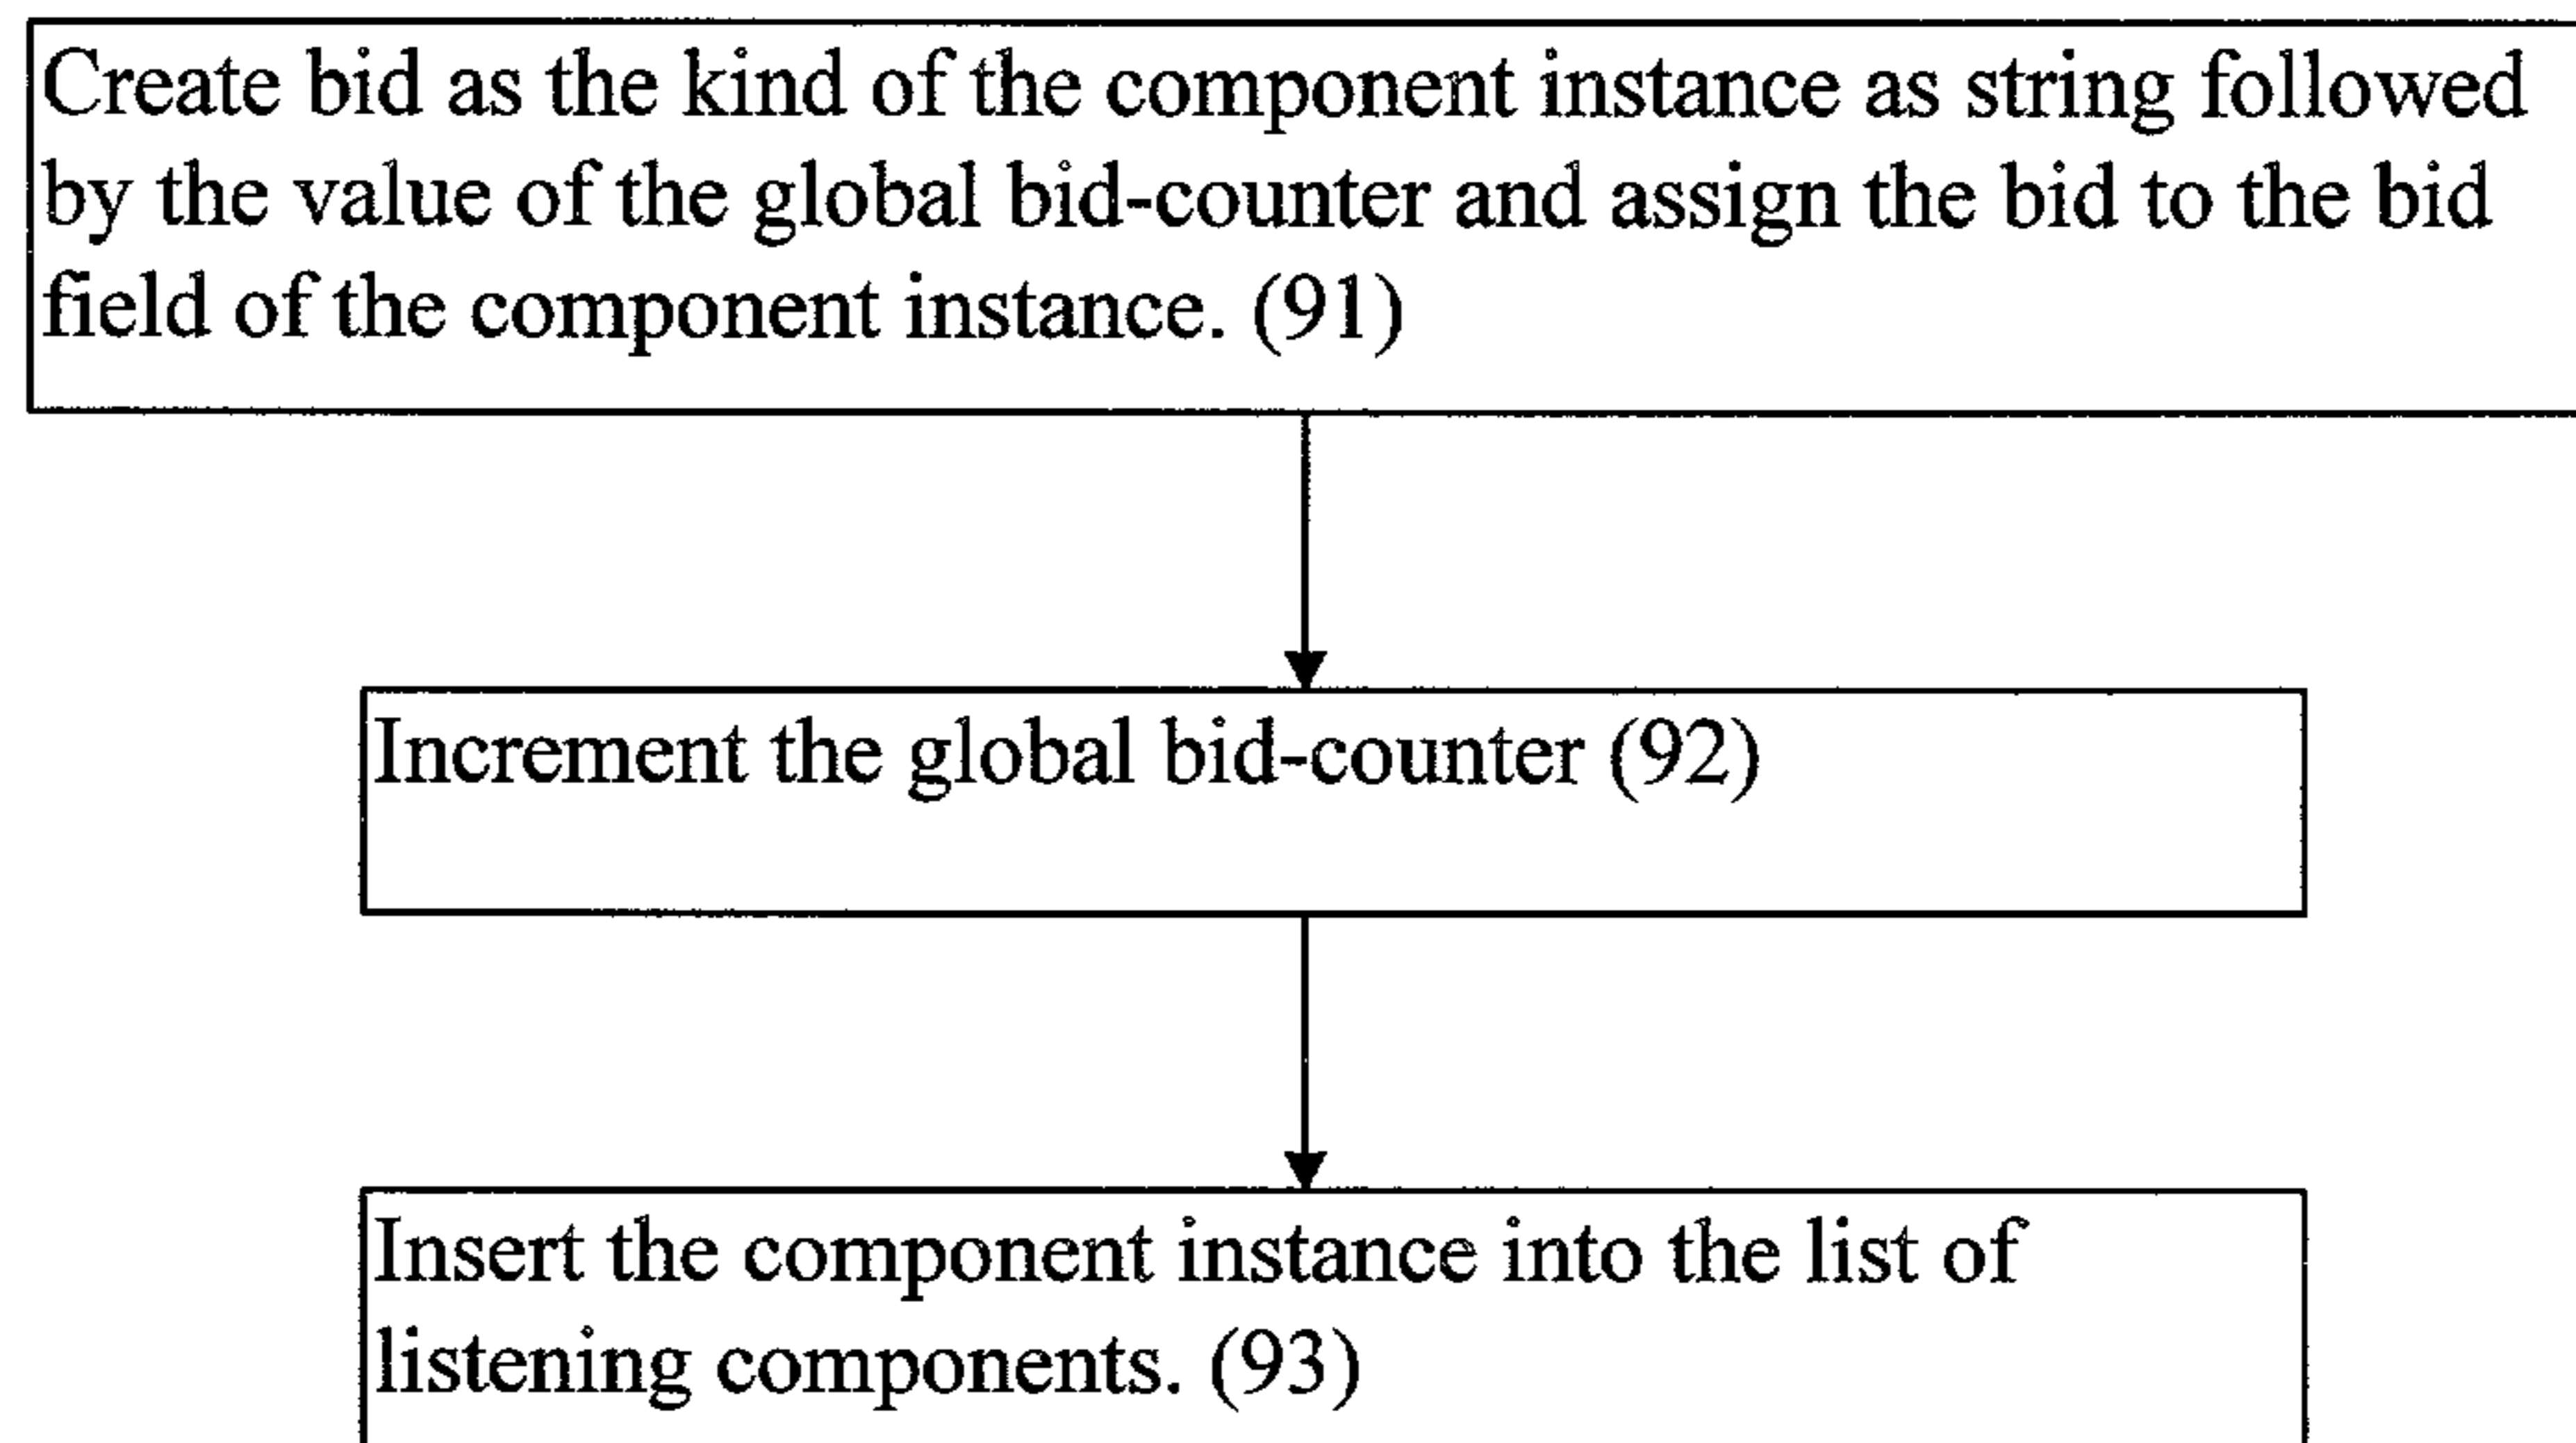 Create bid as the kind of the component instance as string followed
by the value of the global bid-counter and assign the bid to the bid
field of the component instance. (91)
Increment the global bid-counter (92)
Insert the component instance into the list of
listening components. (93)